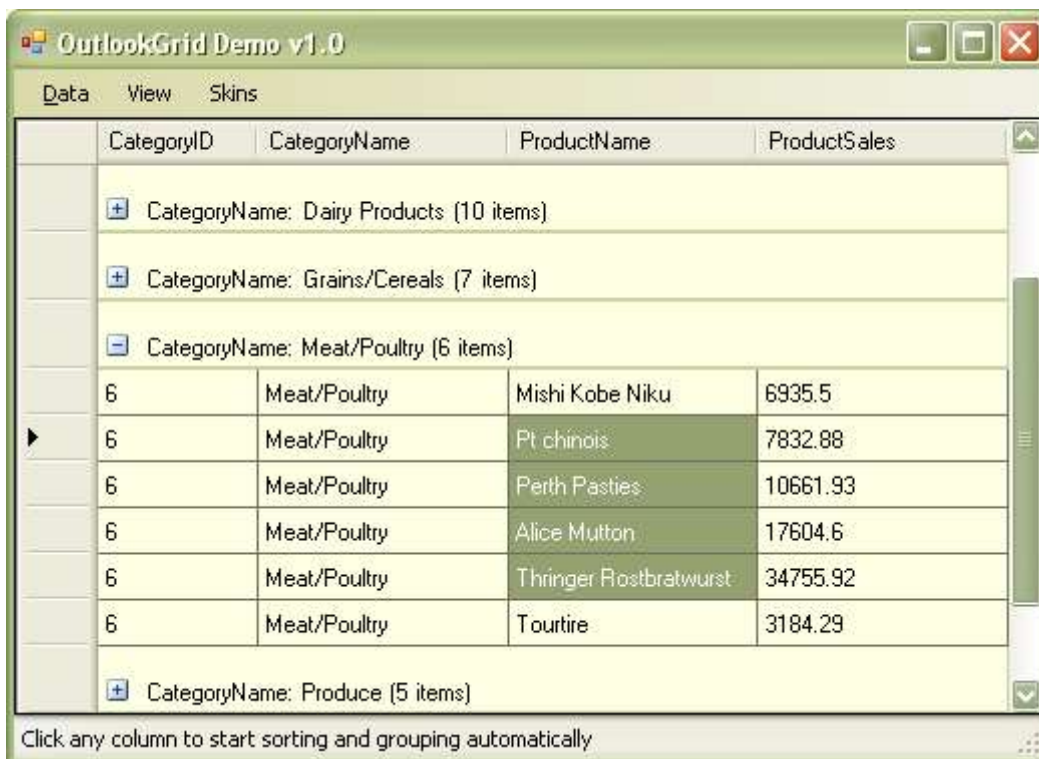 OutlookGrid Demo v1.0
Data View Skins
CategoryID CategoryName ProductName ProductSales
CategoryName: Dairy Products (10 items)
CategoryName: Grains/Cereals (7 items)
CategoryName: Meat/Poultry (6 items)
6 Meat/Poultry Mishi Kobe Niku 6935.5
6 Meat/Poultry Pt chinois 7832.88
6 Meat/Poultry Perth Pasties 10661.93
6 Meat/Poultry Alice Mutton 17604.6
6 Meat/Poultry Thringer Rostbratwurst 34755.92
6 Meat/Poultry Tourtire 3184.29
CategoryName: Produce (5 items)
Click any column to start sorting and grouping automatically